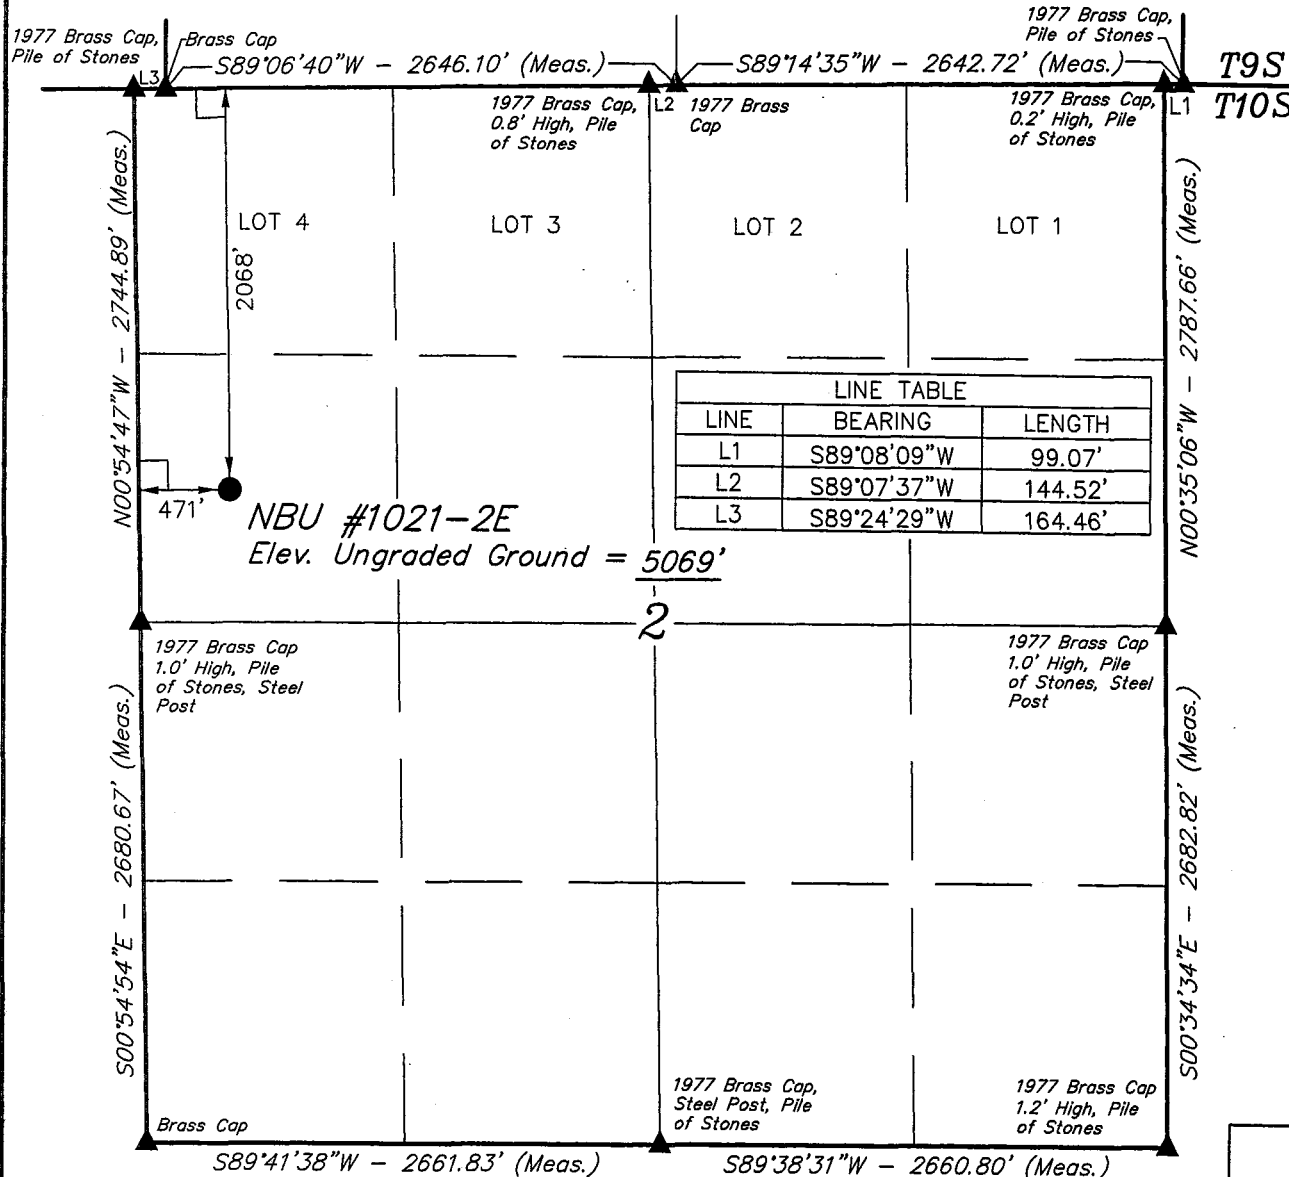 1977 Brass Cap,
Pile of Stones
Brass Cap
L3
S89°06'40"W - 2646.10' (Meas.)
S89°14'35"W - 2642.72' (Meas.)
1977 Brass Cap,
Pile of Stones
T9S
T10S
1977 Brass Cap,
0.8' High, Pile
of Stones
L2
1977 Brass
Cap
1977 Brass Cap,
0.2' High, Pile
of Stones
L1
N00°54'47"W - 2744.89' (Meas.)
LOT 4
LOT 3
LOT 2
LOT 1
2068'
N00°35'06"W - 2787.66' (Meas.)
LINE TABLE
LINE BEARING LENGTH
L1 S89°08'09"W 99.07'
L2 S89°07'37"W 144.52'
L3 S89°24'29"W 164.46'
471'
NBU #1021-2E
Elev. Ungraded Ground = 5069'
2
1977 Brass Cap
1.0' High, Pile
of Stones, Steel
Post
1977 Brass Cap
1.0' High, Pile
of Stones, Steel
Post
S00°54'54"E - 2680.67' (Meas.)
S00°34'34"E - 2682.82' (Meas.)
Brass Cap
1977 Brass Cap,
Steel Post, Pile
of Stones
1977 Brass Cap
1.2' High, Pile
of Stones
S89°41'38"W - 2661.83' (Meas.)
S89°38'31"W - 2660.80' (Meas.)